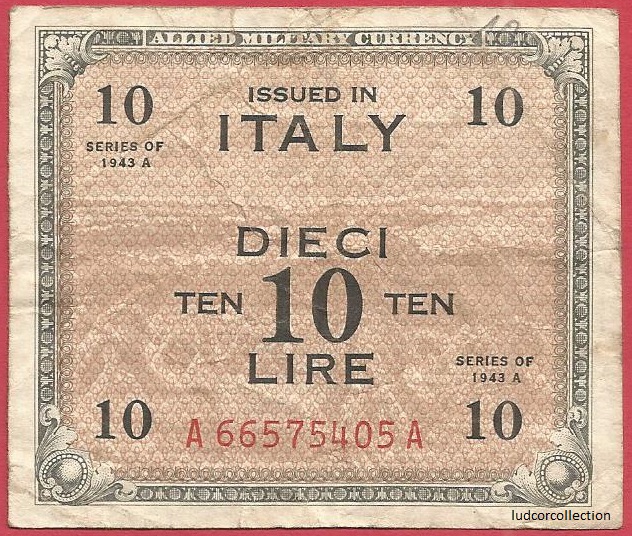 10
ALLIED MILITARY CURRENCY
10 ISSUED IN 10
ITALY
SERIES OF
1943 A
DIECI
TEN 10 TEN
LIRE
SERIES OF
1943 A
10 A 66575405 A 10
ludcorcollection